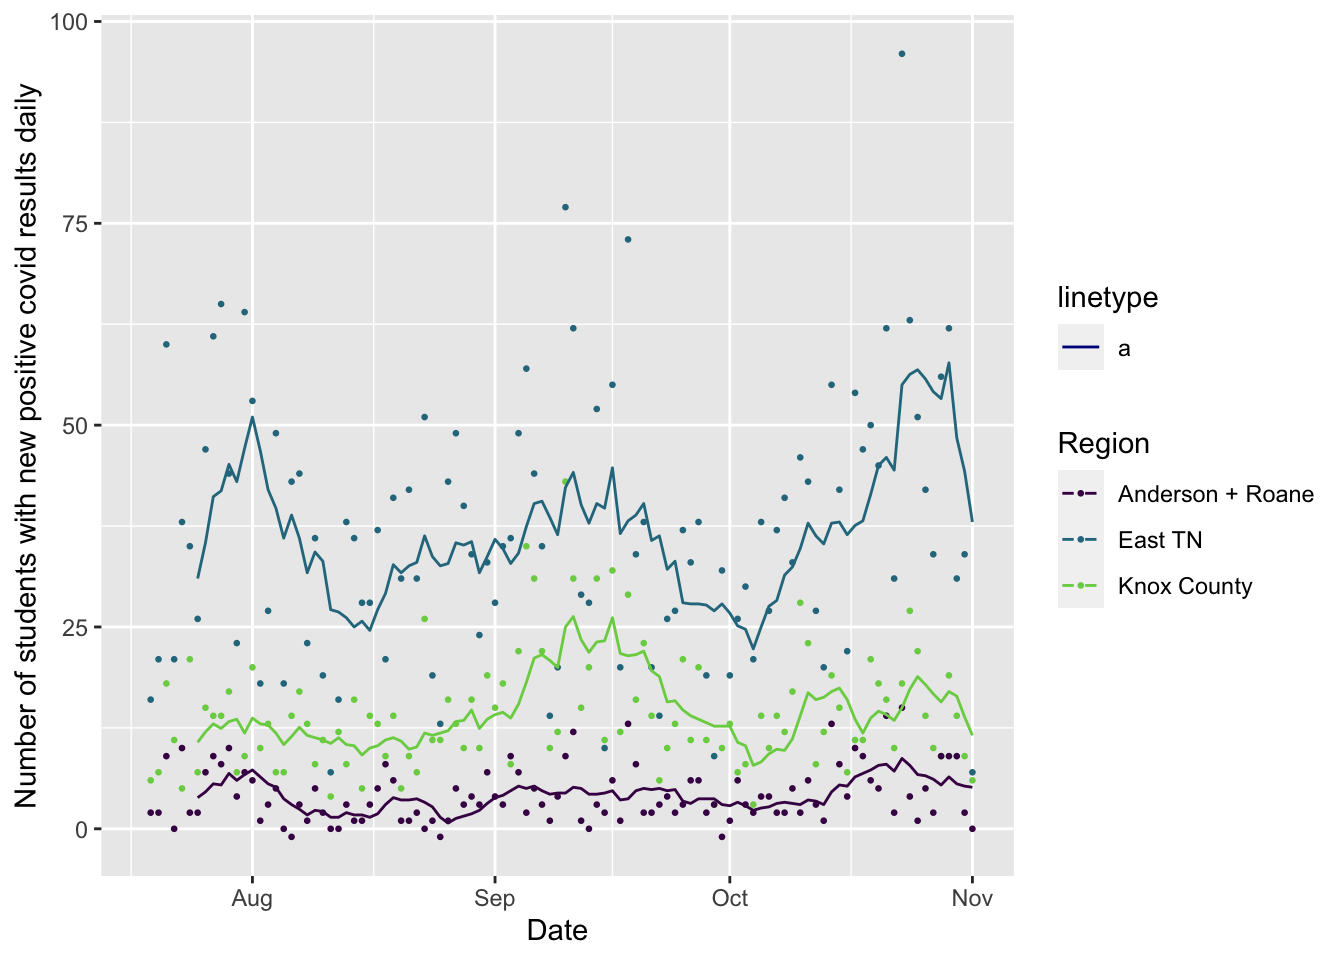 Number of students with new positive covid results daily
100
75
50
25
0
Aug
Sep
Oct
Nov
Date
linetype
a
Region
Anderson + Roane
East TN
Knox County